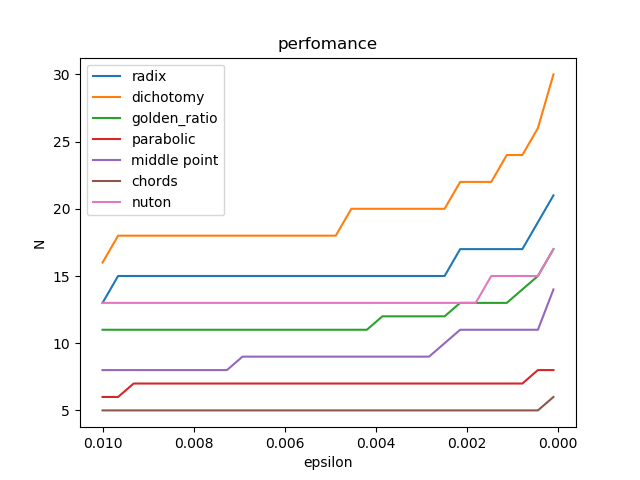 perfomance
radix
dichotomy
golden_ratio
parabolic
middle point
chords
nuton
30
25
20
15
10
5
N
0.010 0.008 0.006 0.004 0.002 0.000
epsilon